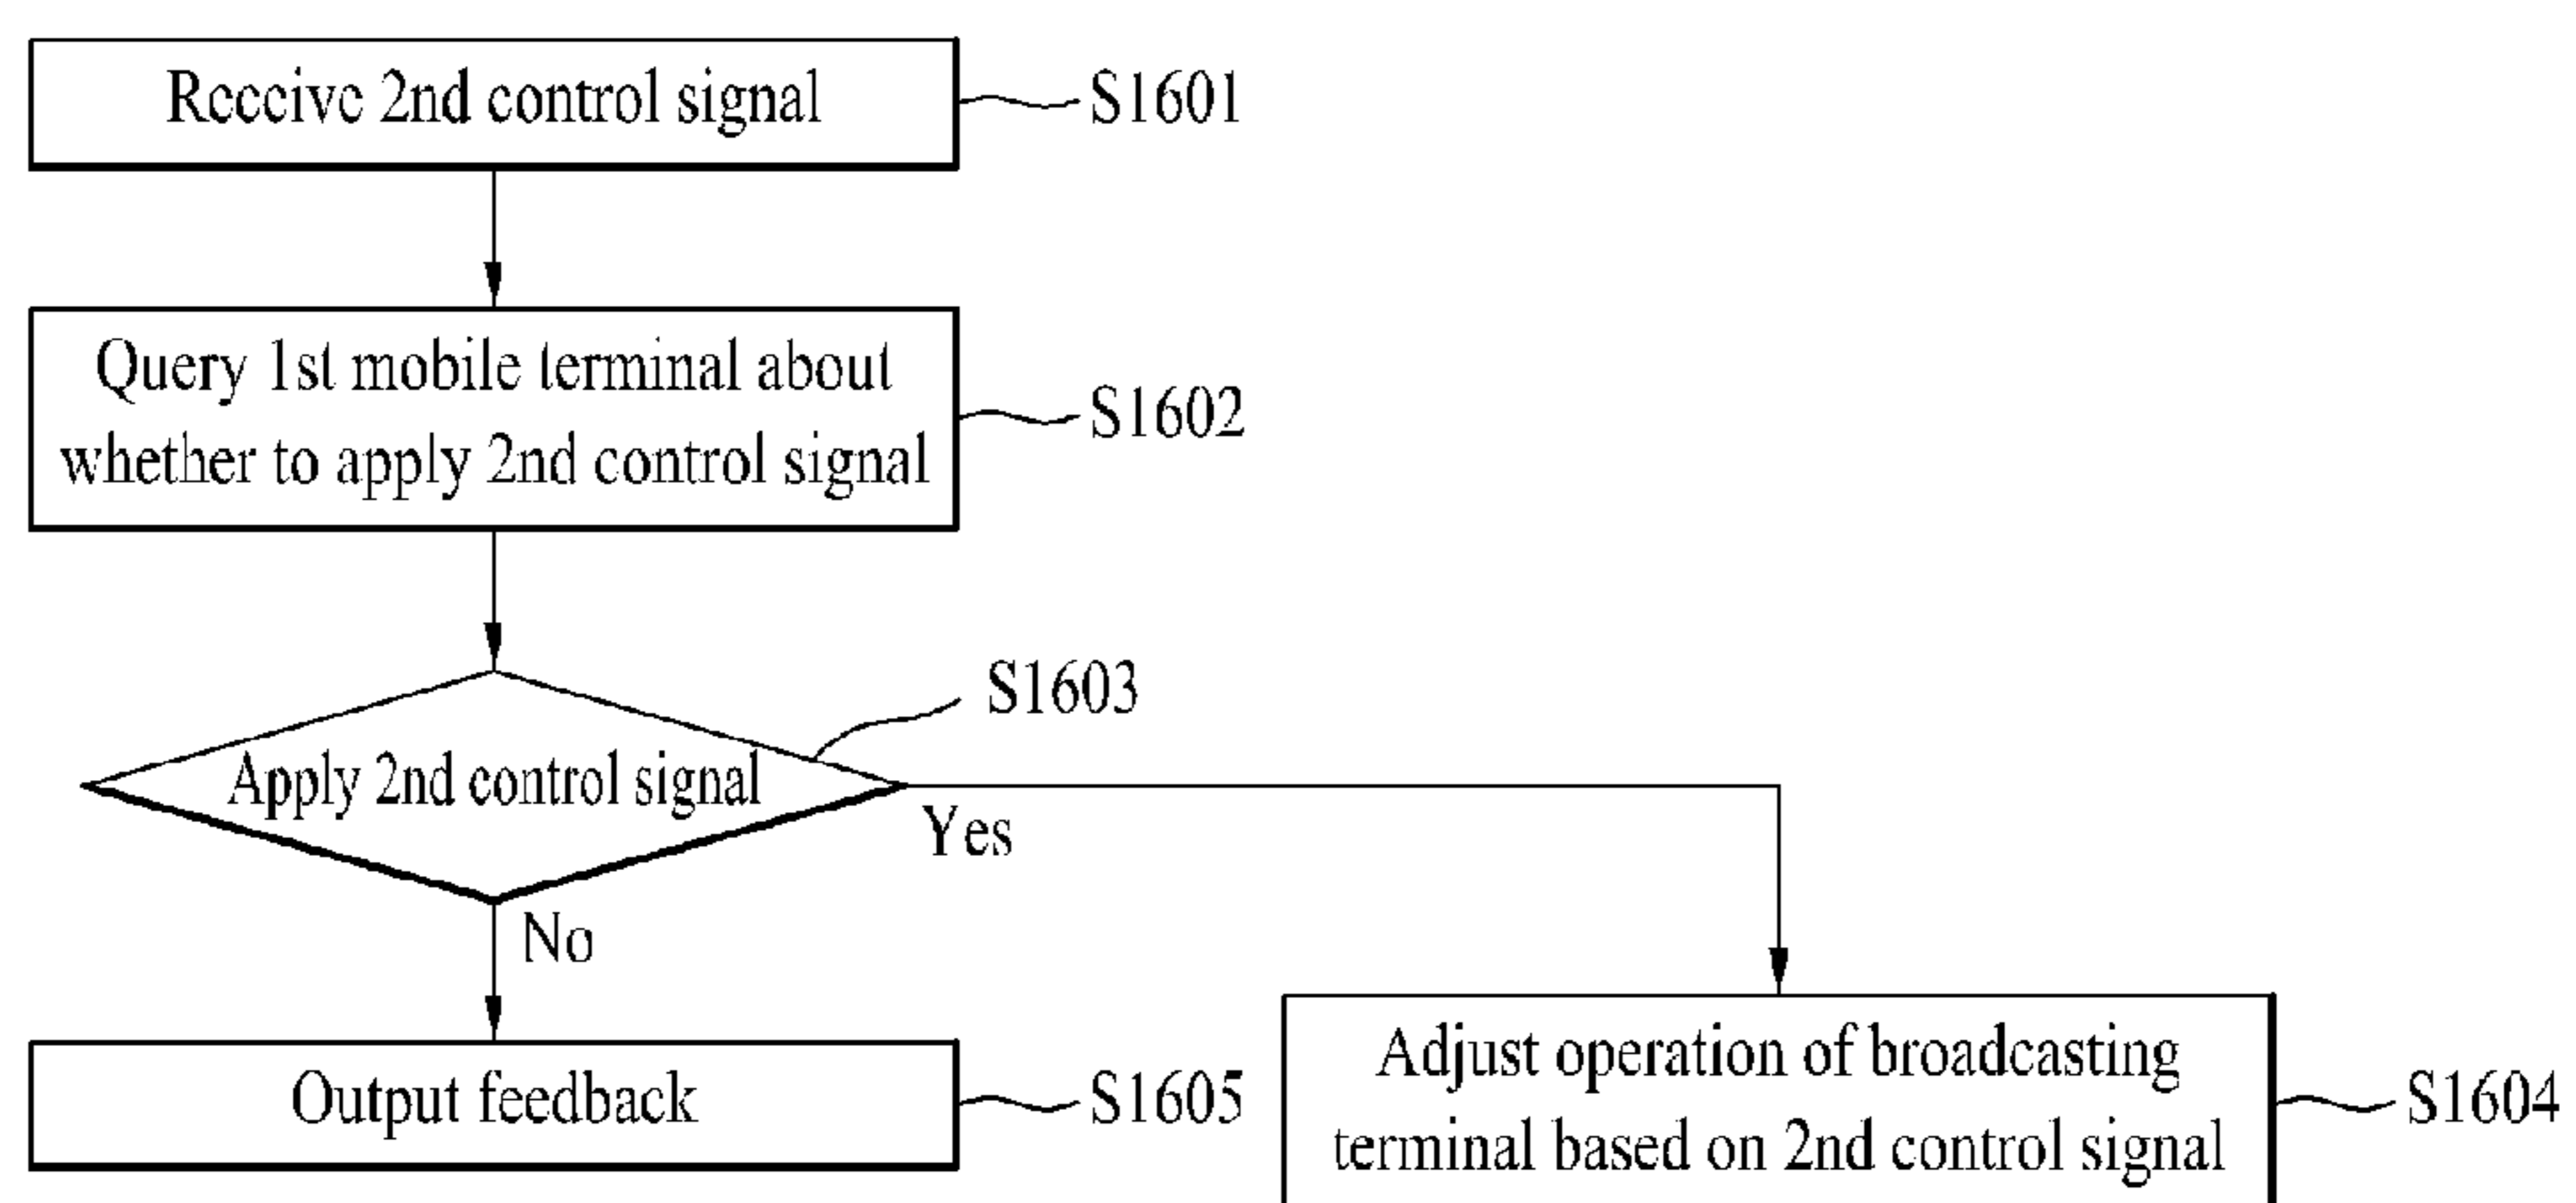 Receive 2nd control signal
S1601
Query 1st mobile terminal about
whether to apply 2nd control signal
S1602
S1603
Apply 2nd control signal
Yes
No
Output feedback
S1605
Adjust operation of broadcasting
terminal based on 2nd control signal
S1604